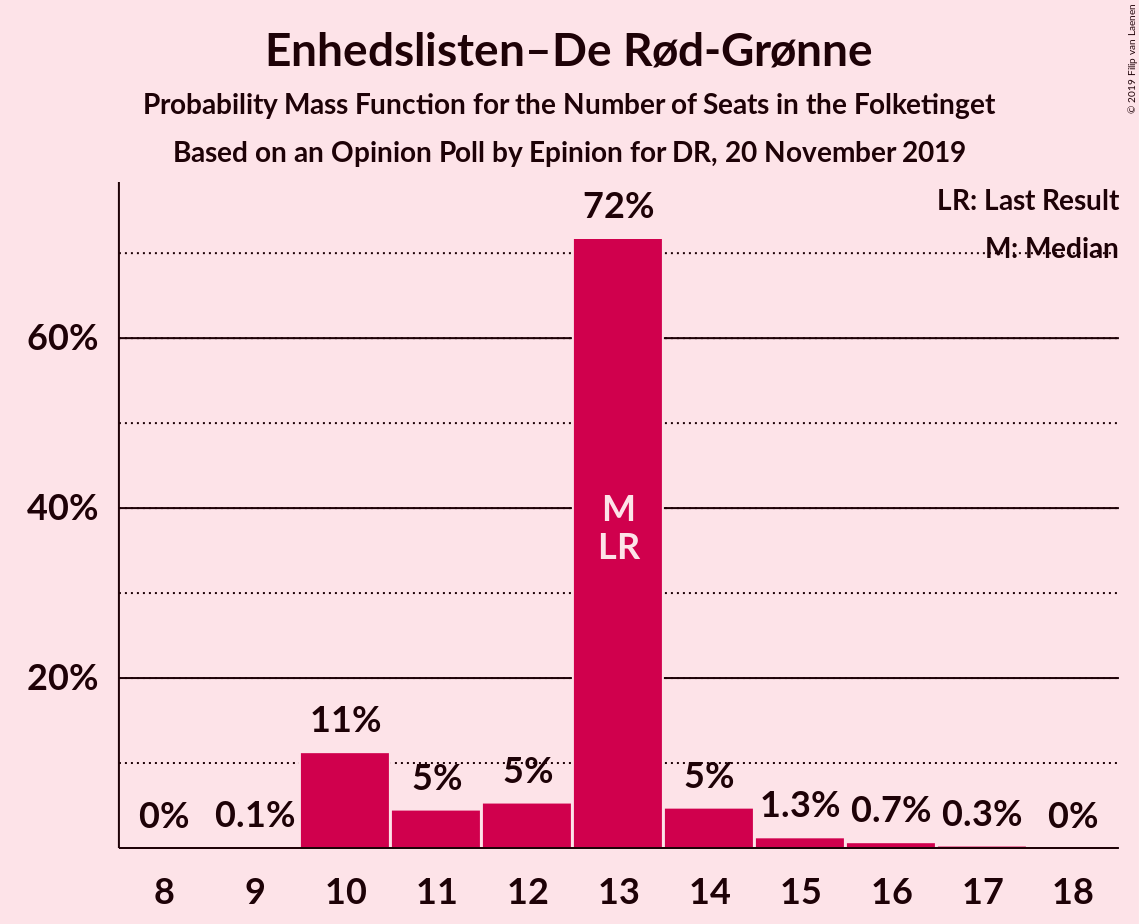 Enhedslisten–De Rød-Grønne
Probability Mass Function for the Number of Seats in the Folketinget
Based on an Opinion Poll by Epinion for DR, 20 November 2019
© 2019 Filip van Laenen
LR: Last Result
M: Median
60%
40%
20%
0%
0.1%
11%
5%
5%
72%
M
LR
5%
1.3%
0.7%
0.3%
0%
8 9 10 11 12 13 14 15 16 17 18